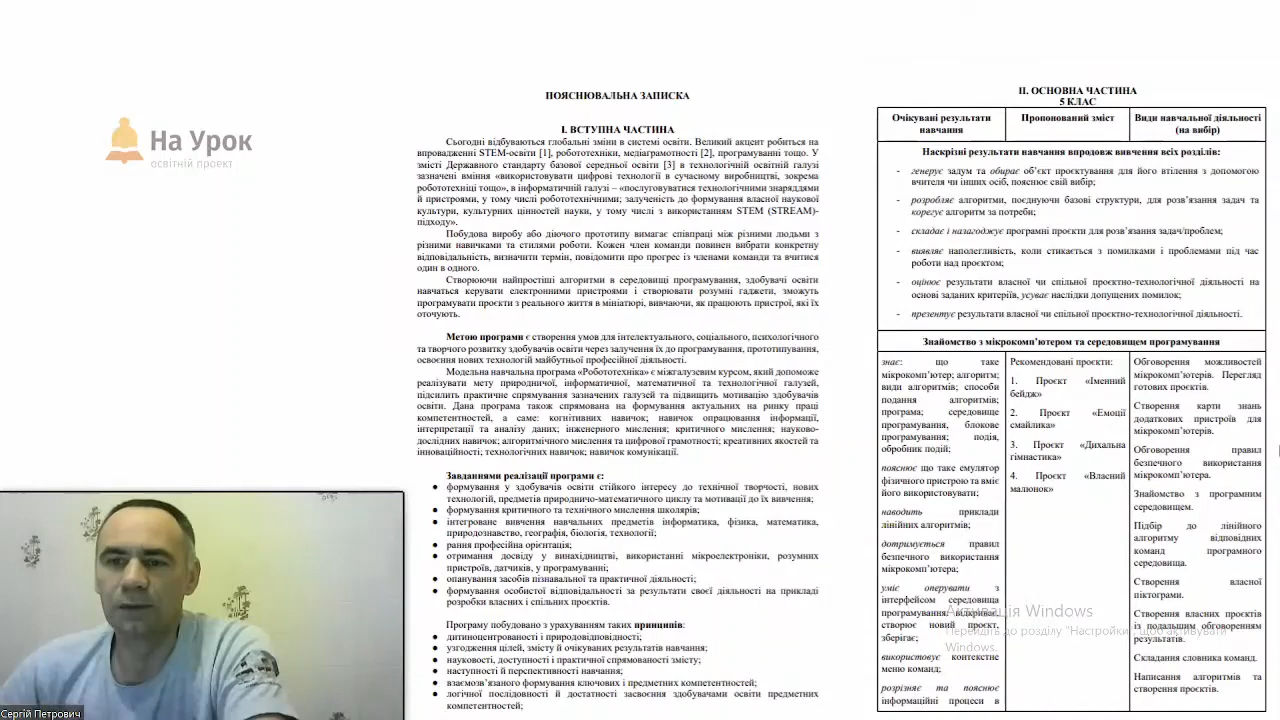 На Урок
освітній проект
ПОЯСНЮВАЛЬНА ЗАПИСКА
І. ВСТУПНА ЧАСТИНА
Сьогодні відбуваються глобальні зміни в системі освіти. Великий акцент робиться на
впровадженні STEM-освіти [1], робототехніки, медіаграмотності [2], програмуванні тощо. У
змісті Державного стандарту базової середньої освіти [3] в технологічній освітній галузі
зазначені вміння «використовувати цифрові технології в сучасному виробництві, зокрема
робототехніці тощо», в інформатичній галузі – «послуговуватися технологічними знаряддями
й пристроями, у тому числі робототехнічними; залученість до формування власної наукової
культури, культурних цінностей науки, у тому числі з використанням STEM (STREAM)-
підходу».
Побудова виробу або діючого прототипу вимагає співпраці між різними людьми з
різними навичками та стилями роботи. Кожен член команди повинен вибрати конкретну
відповідальність, визначити термін, повідомити про прогрес із членами команди та вчитися
один в одного.
Створюючи найпростіші алгоритми в середовищі програмування, здобувачі освіти
навчаться керувати електронними пристроями і створювати розумні гаджети, зможуть
програмувати проєкти з реального життя в мініатюрі, вивчаючи, як працюють пристрої, які їх
оточують.
Метою програми є створення умов для інтелектуального, соціального, психологічного
та творчого розвитку здобувачів освіти через залучення їх до програмування, прототипування,
освоєння нових технологій майбутньої професійної діяльності.
Модельна навчальна програма «Робототехніка» є міжгалузевим курсом, який допоможе
реалізувати мету природничої, інформатичної, математичної та технологічної галузей,
підсилить практичне спрямування зазначених галузей та підвищить мотивацію здобувачів
освіти. Дана програма також спрямована на формування актуальних на ринку праці
компетентностей, а саме: когнітивних навичок; навичок опрацювання інформації,
інтерпретації та аналізу даних; інженерного мислення; критичного мислення; науково-
дослідних навичок; алгоритмічного мислення та цифрової грамотності; креативних якостей та
інноваційності; технологічних навичок; навичок комунікації.
Завданнями реалізації програми є:
● формування у здобувачів освіти стійкого інтересу до технічної творчості, нових
технологій, предметів природничо-математичного циклу та мотивації до їх вивчення;
● формування критичного та технічного мислення школярів;
● інтегроване вивчення навчальних предметів інформатика, фізика, математика,
природознавство, географія, біологія, технології;
● рання професійна орієнтація;
● отримання досвіду у винахідництві, використанні мікроелектроніки, розумних
пристроїв, датчиків, у програмуванні;
● опанування засобів пізнавальної та практичної діяльності;
● формування особистої відповідальності за результати своєї діяльності на прикладі
розробки власних і спільних проєктів.
Програму побудовано з урахуванням таких принципів:
● дитиноцентрованості і природовідповідності;
● узгодження цілей, змісту й очікуваних результатів навчання;
● науковості, доступності і практичної спрямованості змісту;
● наступності й перспективності навчання;
● взаємозв’язаного формування ключових і предметних компетентностей;
● логічної послідовності й достатності засвоєння здобувачами освіти предметних
компетентностей;
ІІ. ОСНОВНА ЧАСТИНА
5 КЛАС
Очікувані результати
навчання
Пропонований зміст
Види навчальної діяльності
(на вибір)
Наскрізні результати навчання впродовж вивчення всіх розділів:
- генерує задум та обирає об’єкт проєктування для його втілення з допомогою
вчителя чи інших осіб, пояснює свій вибір;
- розробляє алгоритми, поєднуючи базові структури, для розв’язання задач та
корегує алгоритм за потреби;
- складає і налагоджує програмні проєкти для розв’язання задач/проблем;
- виявляє наполегливість, коли стикається з помилками і проблемами під час
роботи над проєктом;
- оцінює результати власної чи спільної проєктно-технологічної діяльності на
основі заданих критеріїв, усуває наслідки допущених помилок;
- презентує результати власної чи спільної проєктно-технологічної діяльності.
Знайомство з мікрокомп’ютером та середовищем програмування
знає: що таке
мікрокомп’ютер; алгоритм;
види алгоритмів; способи
подання алгоритмів;
програма; середовище
програмування, блокове
програмування; подія,
обробник подій;
пояснює що таке емулятор
фізичного пристрою та вміє
його використовувати;
наводить приклади
лінійних алгоритмів;
дотримується правил
безпечного використання
мікрокомп’ютера;
уміє оперувати з
інтерфейсом середовища
програмування, відкриває,
створює новий проєкт,
зберігає;
використовує контекстне
меню команд;
розрізняє та пояснює
інформаційні процеси в
Рекомендовані проєкти:
1. Проєкт «Іменний
бейдж»
2. Проєкт «Емоції
смайлика»
3. Проєкт «Дихальна
гімнастика»
4. Проєкт «Власний
малюнок»
Обговорення можливостей
мікрокомп’ютерів. Перегляд
готових проєктів.
Створення карти знань
додаткових пристроїв для
мікрокомп’ютерів.
Обговорення правил
безпечного використання
мікрокомп’ютера.
Знайомство з програмним
середовищем.
Підбір до лінійного
алгоритму відповідних
команд програмного
середовища.
Створення власної
піктограми.
Створення власних проєктів
із подальшим обговоренням
результатів.
Складання словника команд.
Написання алгоритмів та
створення проєктів.
Активація Windows
Перейдіть до розділу "Настройки", щоб активувати
Windows.
Сергій Петрович